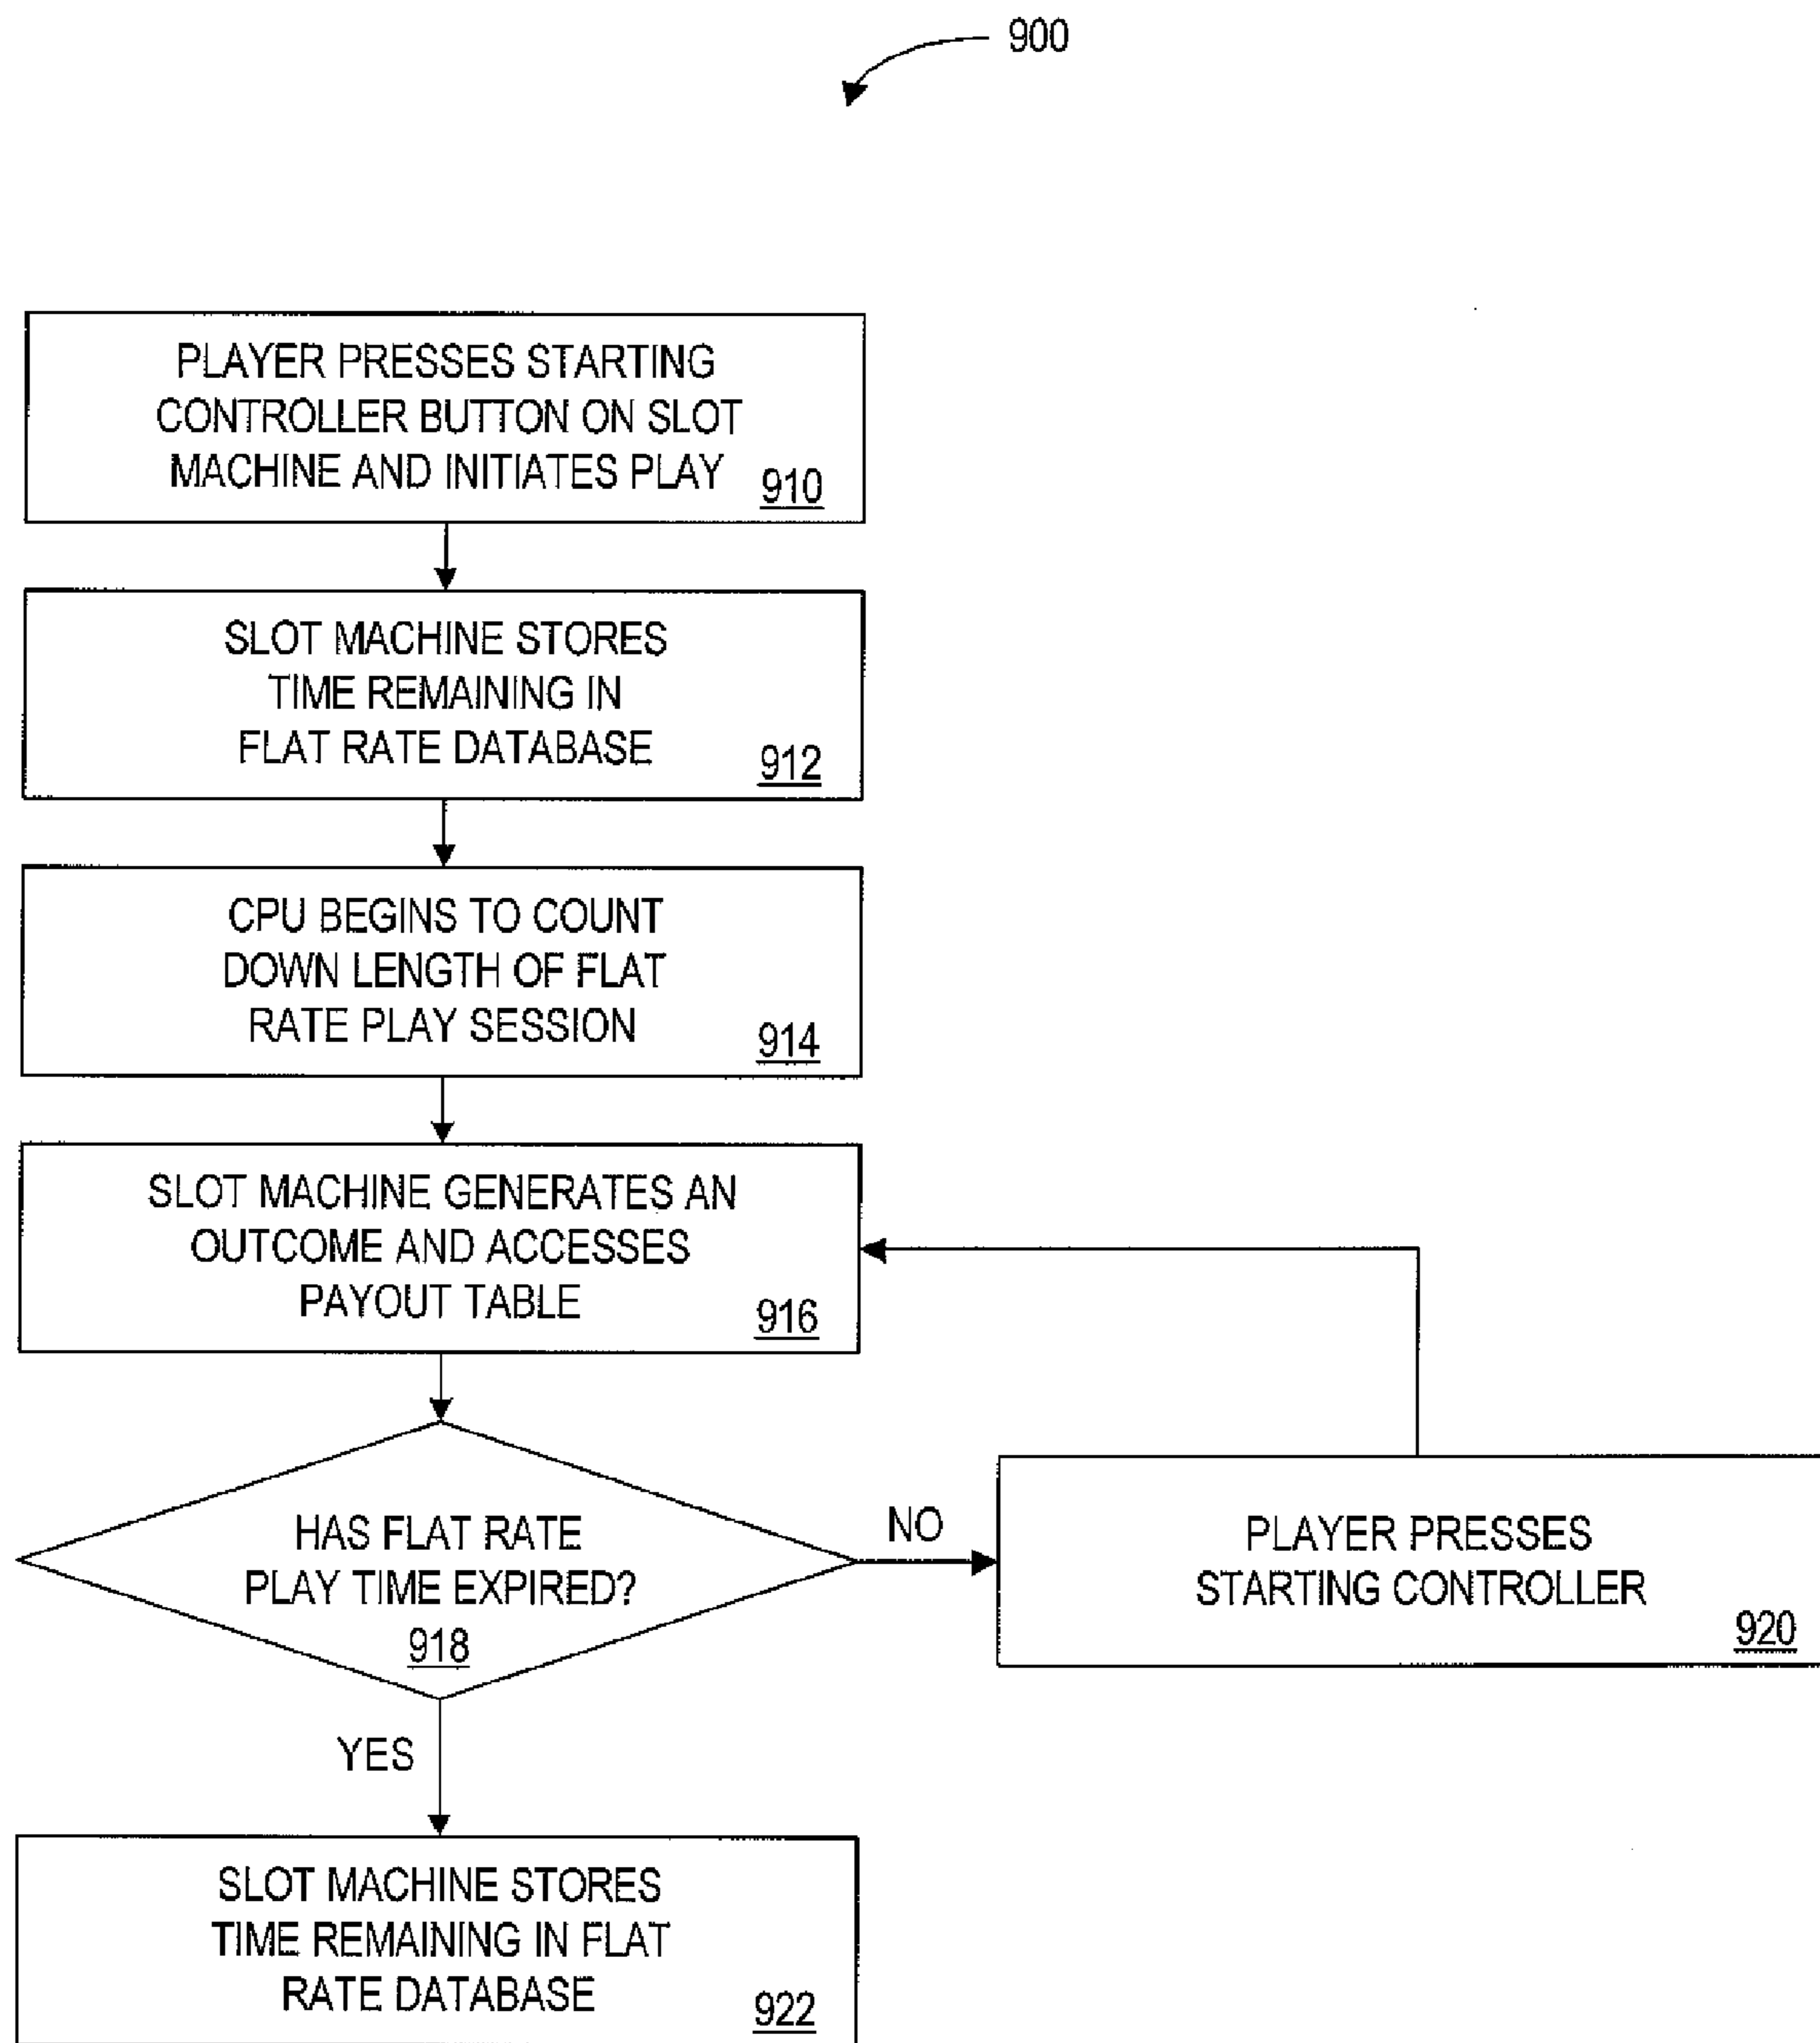 900
PLAYER PRESSES STARTING
CONTROLLER BUTTON ON SLOT
MACHINE AND INITIATES PLAY
910
SLOT MACHINE STORES
TIME REMAINING IN
FLAT RATE DATABASE
912
CPU BEGINS TO COUNT
DOWN LENGTH OF FLAT
RATE PLAY SESSION
914
SLOT MACHINE GENERATES AN
OUTCOME AND ACCESSES
PAYOUT TABLE
916
HAS FLAT RATE
PLAY TIME EXPIRED?
918
NO
PLAYER PRESSES
STARTING CONTROLLER
920
YES
SLOT MACHINE STORES
TIME REMAINING IN FLAT
RATE DATABASE
922